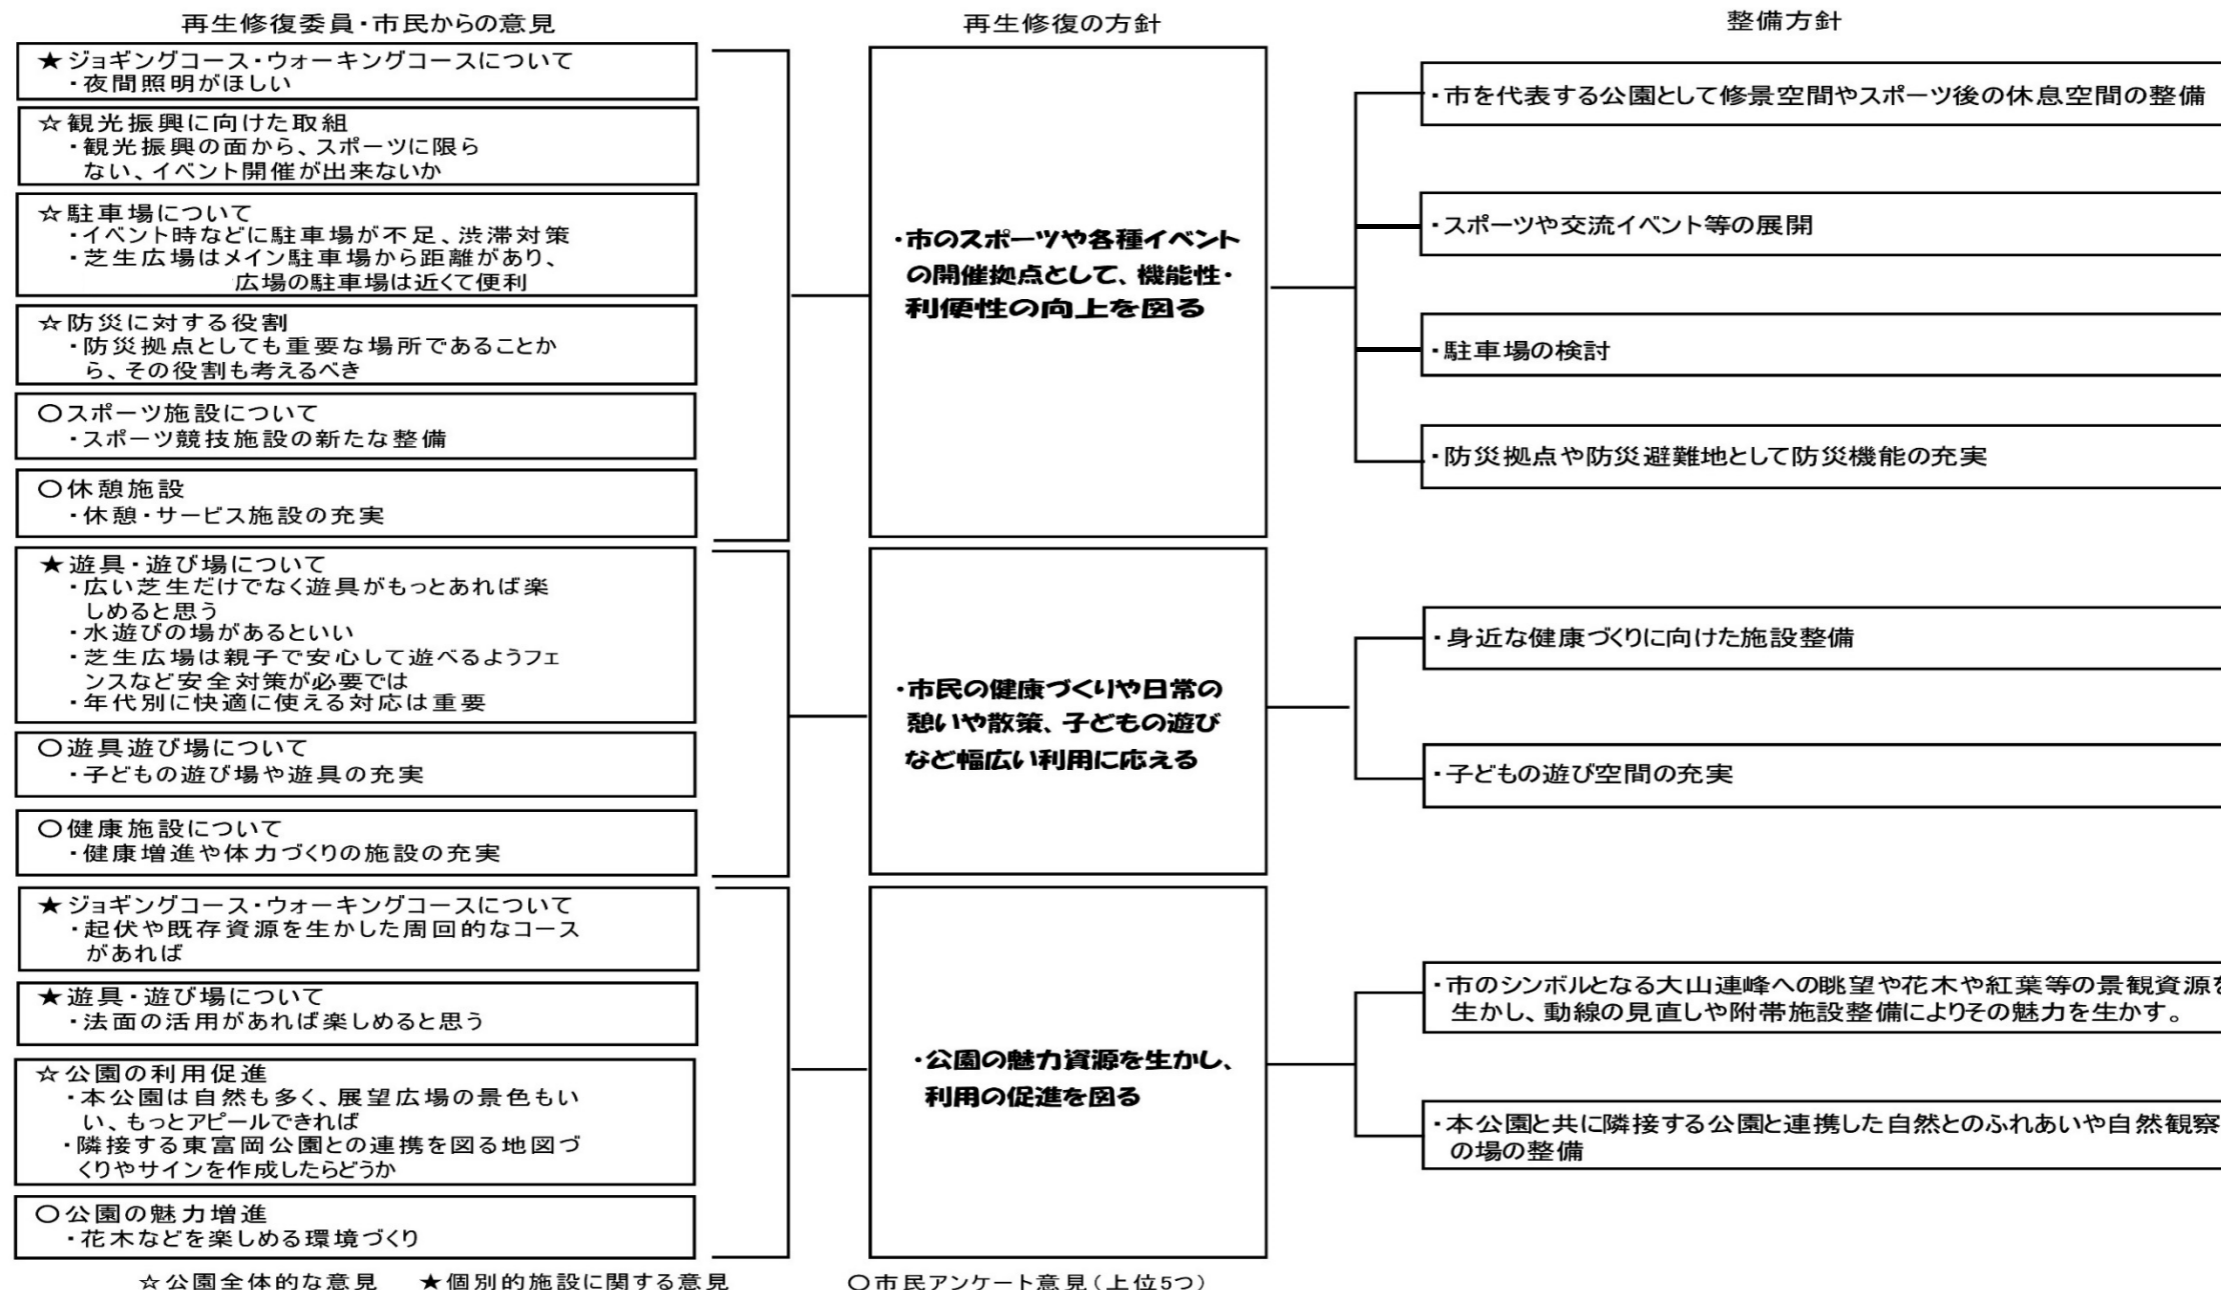 再生修復委員・市民からの意見
★ジョギングコース・ウォーキングコースについて
・夜間照明がほしい
☆観光振興に向けた取組
・観光振興の面から、スポーツに限ら
ない、イベント開催が出来ないか
☆駐車場について
・イベント時などに駐車場が不足、渋滞対策
・芝生広場はメイン駐車場から距離があり、
広場の駐車場は近くて便利
☆防災に対する役割
・防災拠点としても重要な場所であることか
ら、その役割も考えるべき
〇スポーツ施設について
・スポーツ競技施設の新たな整備
〇休憩施設
・休憩・サービス施設の充実
★遊具・遊び場について
・広い芝生だけでなく遊具がもっとあれば楽
しめると思う
・水遊びの場があるといい
・芝生広場は親子で安心して遊べるようフェ
ンスなど安全対策が必要では
・年代別に快適に使える対応は重要
〇遊具遊び場について
・子どもの遊び場や遊具の充実
〇健康施設について
・健康増進や体力づくりの施設の充実
★ジョギングコース・ウォーキングコースについて
・起伏や既存資源を生かした周回的なコース
があれば
★遊具・遊び場について
・法面の活用があれば楽しめると思う
☆公園の利用促進
・本公園は自然も多く、展望広場の景色もい
い、もっとアピールできれば
・隣接する東富岡公園との連携を図る地図づ
くりやサインを作成したらどうか
〇公園の魅力増進
・花木などを楽しめる環境づくり
再生修復の方針
・市のスポーツや各種イベント
の開催拠点として、機能性・
利便性の向上を図る
・市民の健康づくりや日常の
憩いや散策、子どもの遊び
など幅広い利用に応える
・公園の魅力資源を生かし、
利用の促進を図る
整備方針
・市を代表する公園として修景空間やスポーツ後の休息空間の整備
・スポーツや交流イベント等の展開
・駐車場の検討
・防災拠点や防災避難地として防災機能の充実
・身近な健康づくりに向けた施設整備
・子どもの遊び空間の充実
・市のシンボルとなる大山連峰への眺望や花木や紅葉等の景観資源を
生かし、動線の見直しや附帯施設整備によりその魅力を生かす。
・本公園と共に隣接する公園と連携した自然とのふれあいや自然観察
の場の整備
☆公園全体的な意見 ★個別的施設に関する意見 〇市民アンケート意見(上位5つ)